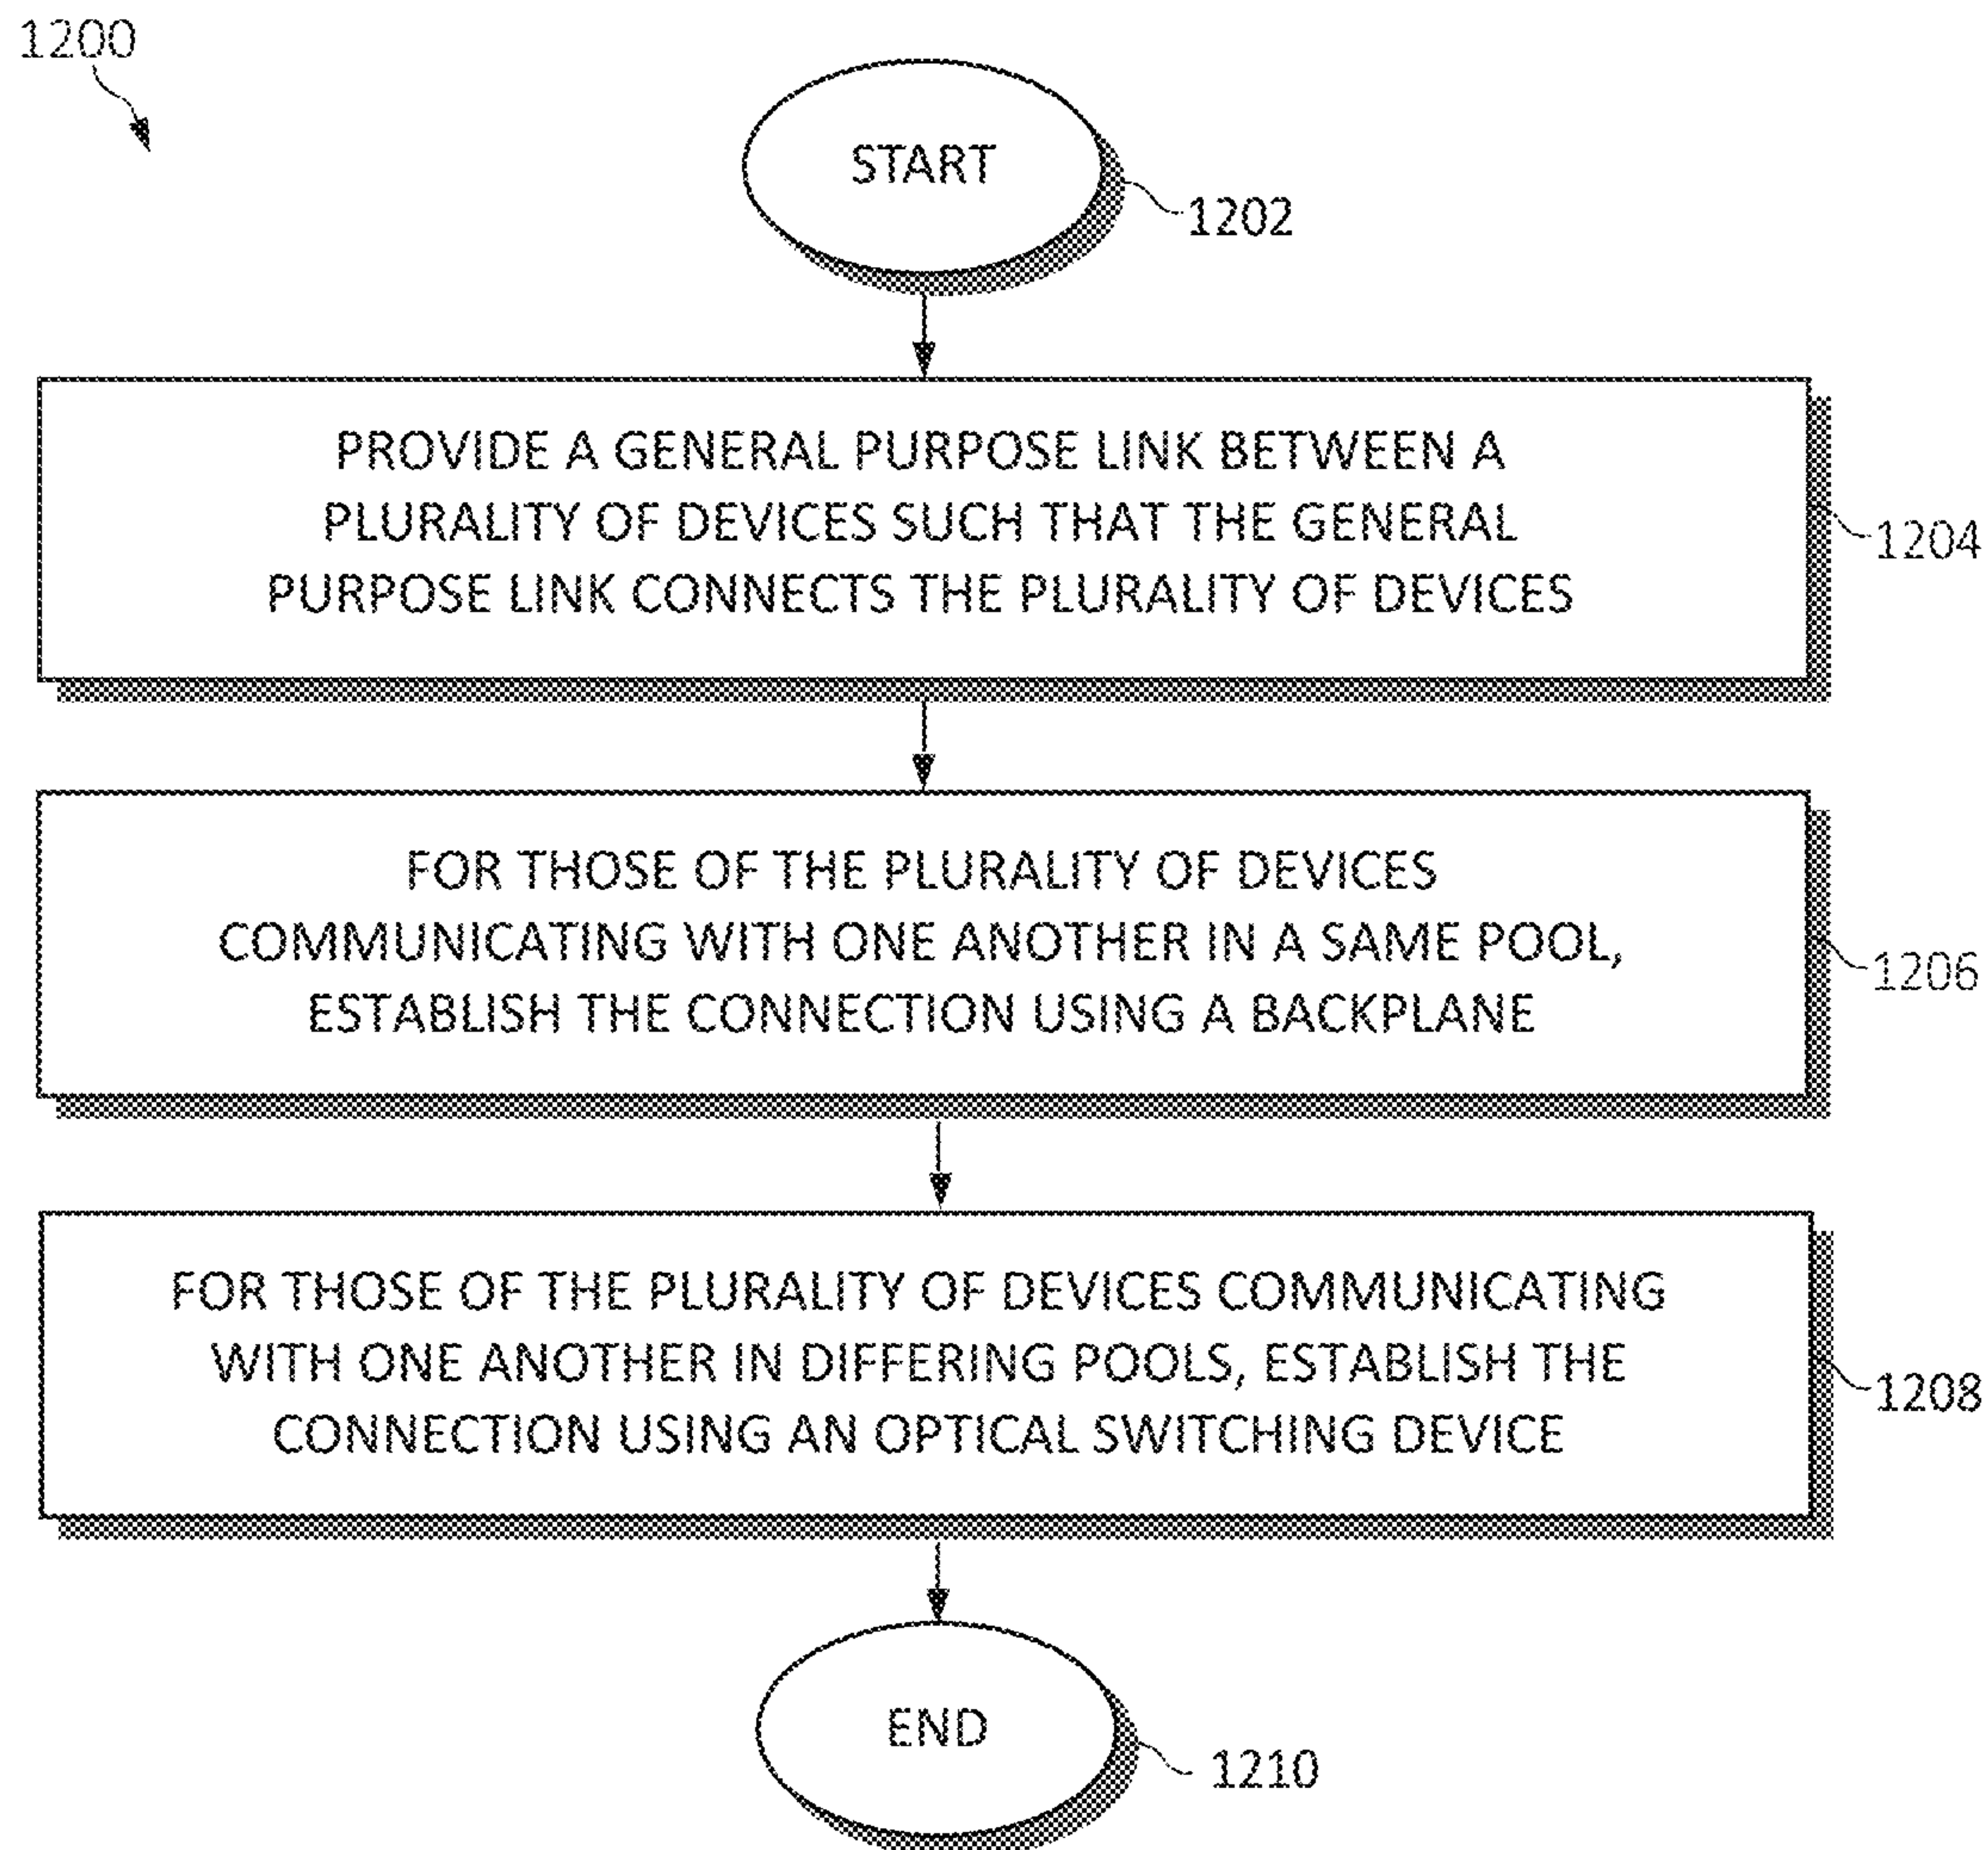 1200
START
1202
PROVIDE A GENERAL PURPOSE LINK BETWEEN A
PLURALITY OF DEVICES SUCH THAT THE GENERAL
PURPOSE LINK CONNECTS THE PLURALITY OF DEVICES
1204
FOR THOSE OF THE PLURALITY OF DEVICES
COMMUNICATING WITH ONE ANOTHER IN A SAME POOL,
ESTABLISH THE CONNECTION USING A BACKPLANE
1206
FOR THOSE OF THE PLURALITY OF DEVICES COMMUNICATING
WITH ONE ANOTHER IN DIFFERING POOLS, ESTABLISH THE
CONNECTION USING AN OPTICAL SWITCHING DEVICE
1208
END
1210